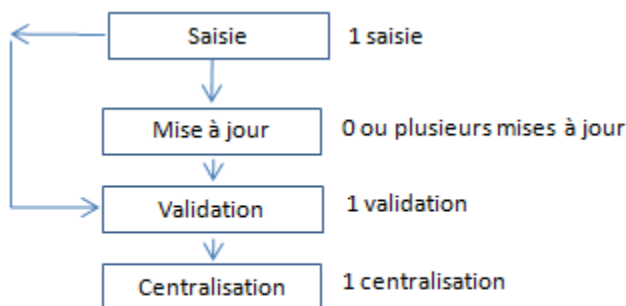 Saisie 1 saisie
Mise à jour 0 ou plusieurs mises à jour
Validation 1 validation
Centralisation 1 centralisation